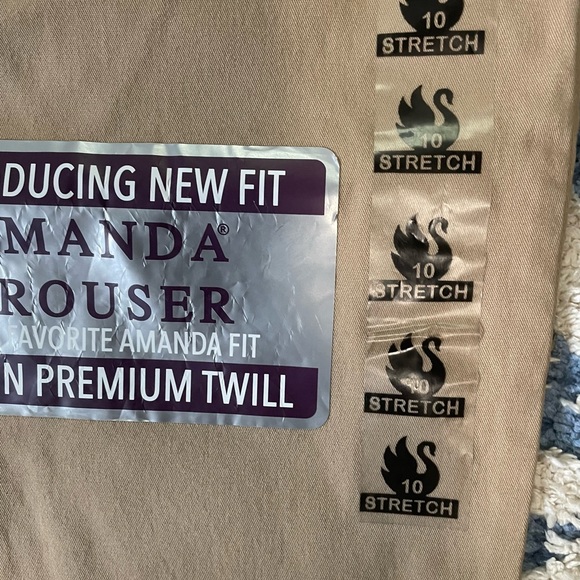 DUCING NEW FIT
MANDA®
ROUSER
FAVORITE AMANDA FIT
N PREMIUM TWILL
10
STRETCH
10
STRETCH
10
STRETCH
10
STRETCH
10
STRETCH